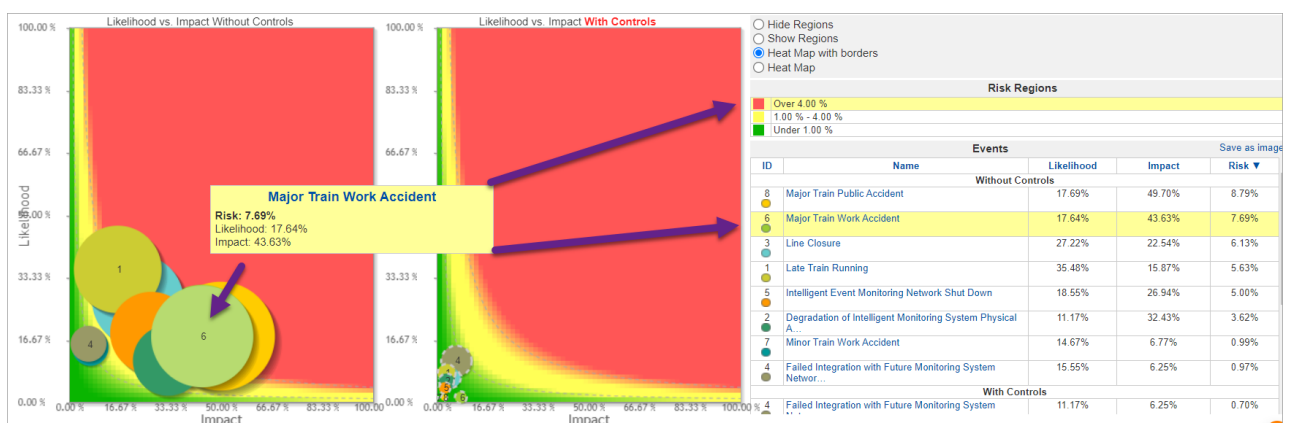 Likelihood vs. Impact Without Controls
100.00 %
83.33 %
66.67 %
50.00 %
33.33 %
16.67 %
0.00 %
Likelihood
1
4
6
0.00 % 16.67% 33.33 % 50.00% 66.67 % 83.33 % 100.00
Impact
Major Train Work Accident
Risk: 7.69%
Likelihood: 17.64%
Impact: 43.63%
Likelihood vs. Impact With Controls
100.00 %
83.33 %
66.67 %
33.33 %
16.67 %
0.00 %
4
5
6
0.00 % 16.67% 33.33 % 50.00% 66.67 % 83.33 % 100.00 %
Impact
Hide Regions
Show Regions
Heat Map with borders
Heat Map
Risk Regions
Over 4.00 %
1.00 % - 4.00 %
Under 1.00 %
Events Save as image
ID Name Likelihood Impact Risk ▼
Without Controls
8 Major Train Public Accident 17.69% 49.70% 8.79%
6 Major Train Work Accident 17.64% 43.63% 7.69%
3 Line Closure 27.22% 22.54% 6.13%
1 Late Train Running 35.48% 15.87% 5.63%
5 Intelligent Event Monitoring Network Shut Down 18.55% 26.94% 5.00%
2 Degradation of Intelligent Monitoring System Physical 11.17% 32.43% 3.62%
A...
7 Minor Train Work Accident 14.67% 6.77% 0.99%
4 Failed Integration with Future Monitoring System 15.55% 6.25% 0.97%
Networ...
With Controls
4 Failed Integration with Future Monitoring System 11.17% 6.25% 0.70%